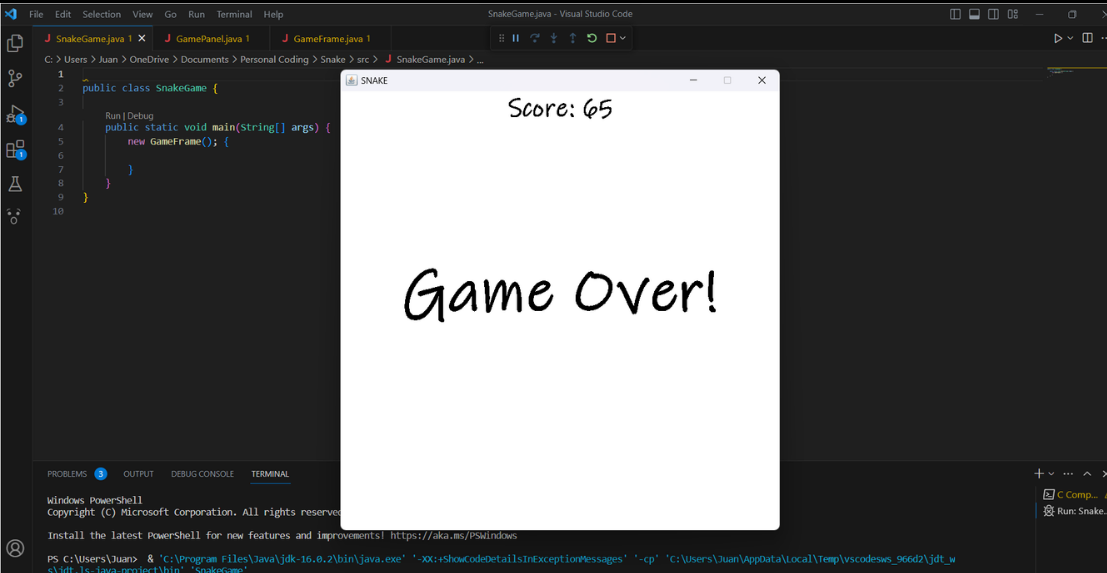 File Edit Selection View Go Run Terminal Help
SnakeGame.java - Visual Studio Code
J SnakeGame.java 1 J GamePanel.java 1 J GameFrame.java 1
C: > Users > Juan > OneDrive > Documents > Personal Coding > Snake > src > J SnakeGame.java > ...
1
2 public class SnakeGame {
3
Run | Debug
4 public static void main(String[] args) {
5 new GameFrame(); {
6
7 }
8 }
9 }
10
SNAKE
Score: 65
Game Over!
1
1
PROBLEMS 3 OUTPUT DEBUG CONSOLE TERMINAL
Windows PowerShell
Copyright (C) Microsoft Corporation. All rights reserved
Install the latest PowerShell for new features and improvements! https://aka.ms/PSWindows
PS C:\Users\Juan> & 'C:\Program Files\Java\jdk-16.0.2\bin\java.exe' '-XX:+ShowCodeDetailsInExceptionMessages' '-cp' 'C:\Users\Juan\AppData\Local\Temp\vscodesws_966d2\jdt_w
s\jdt.ls-java-project\bin' 'SnakeGame'
C Comp...
Run: Snake...